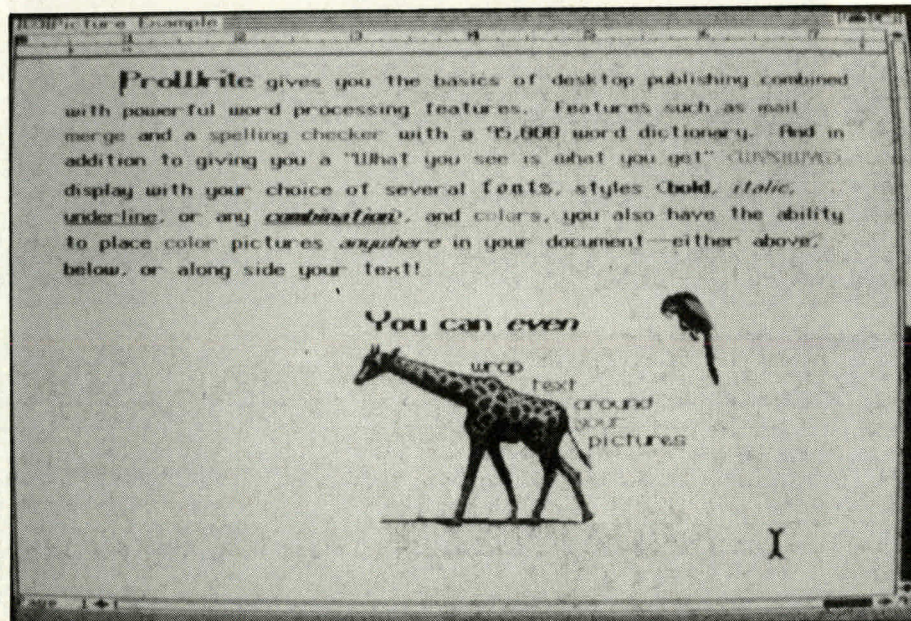 Picture Example
ProWrite gives you the basics of desktop publishing combined
with powerful word processing features. Features such as mail
merge and a spelling checker with a 95,000 word dictionary. And in
addition to giving you a "What you see is what you get" (WYSIWYG)
display with your choice of several fonts, styles (bold, italic,
underline, or any combination), and colors, you also have the ability
to place color pictures anywhere in your document—either above,
below, or along side your text!
You can even
wrap
text
around
your
pictures